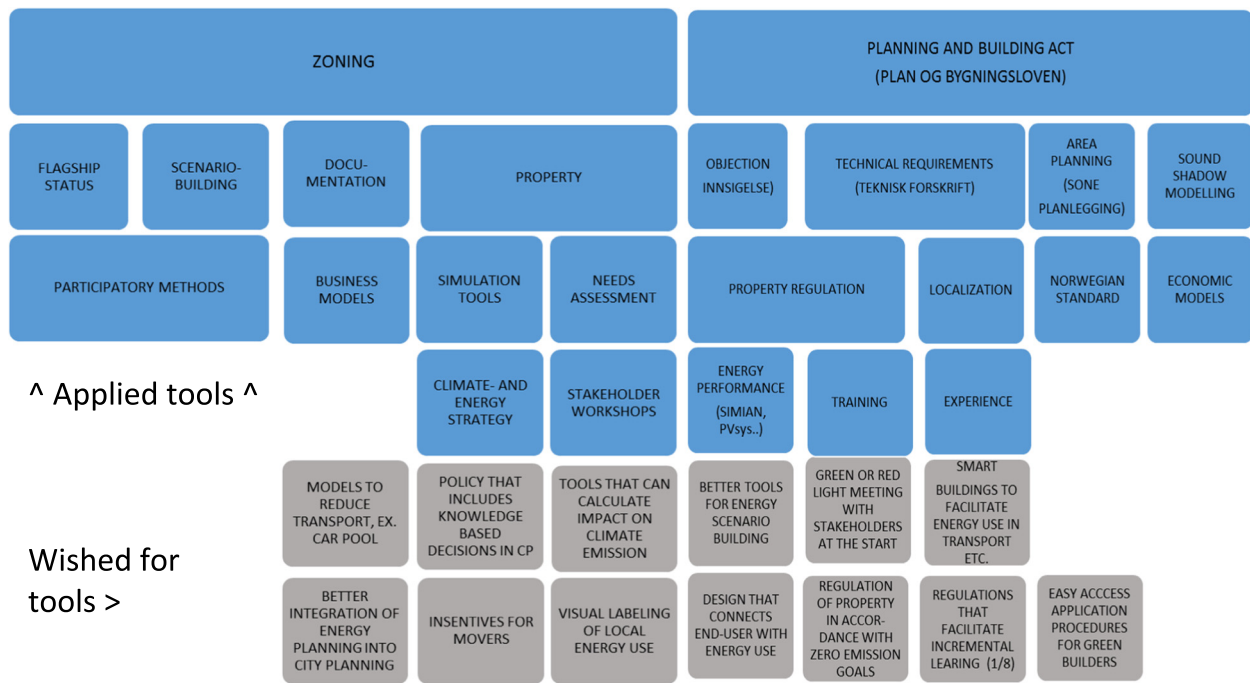 ZONING
PLANNING AND BUILDING ACT
(PLAN OG BYGNINGSLOVEN)
FLAGSHIP
STATUS
SCENARIO-
BUILDING
DOCU-
MENTATION
PROPERTY
OBJECTION
INNSIGELSE)
TECHNICAL REQUIREMENTS
(TEKNISK FORSKRIFT)
AREA
PLANNING
(SONE
PLANLEGGING)
SOUND
SHADOW
MODELLING
PARTICIPATORY METHODS
BUSINESS
MODELS
SIMULATION
TOOLS
NEEDS
ASSESSMENT
PROPERTY REGULATION
LOCALIZATION
NORWEGIAN
STANDARD
ECONOMIC
MODELS
^ Applied tools ^
CLIMATE- AND
ENERGY
STRATEGY
STAKEHOLDER
WORKSHOPS
ENERGY
PERFORMANCE
(SIMIAN,
PVsys..)
TRAINING
EXPERIENCE
Wished for
tools >
MODELS TO
REDUCE
TRANSPORT, EX.
CAR POOL
POLICY THAT
INCLUDES
KNOWLEDGE
BASED
DECISIONS IN CP
TOOLS THAT CAN
CALCULATE
IMPACT ON
CLIMATE
EMISSION
BETTER TOOLS
FOR ENERGY
SCENARIO
BUILDING
GREEN OR RED
LIGHT MEETING
WITH
STAKEHOLDERS
AT THE START
SMART
BUILDINGS TO
FACILITATE
ENERGY USE IN
TRANSPORT
ETC.
BETTER
INTEGRATION OF
ENERGY
PLANNING INTO
CITY PLANNING
INSENTIVES FOR
MOVERS
VISUAL LABELING
OF LOCAL
ENERGY USE
DESIGN THAT
CONNECTS
END-USER WITH
ENERGY USE
REGULATION
OF PROPERTY
IN ACCOR-
DANCE WITH
ZERO EMISSION
GOALS
REGULATIONS
THAT
FACILITATE
INCREMENTAL
LEARING (1/8)
EASY ACCCESS
APPLICATION
PROCEDURES
FOR GREEN
BUILDERS